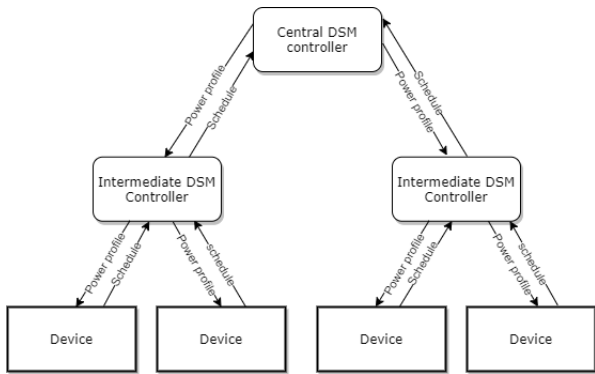 Central DSM
controller
Power profile
Schedule
Power profile
Schedule
Intermediate DSM
Controller
Intermediate DSM
Controller
Power profile
Schedule
Power profile
schedule
Power profile
Schedule
Power profile
schedule
Device
Device
Device
Device